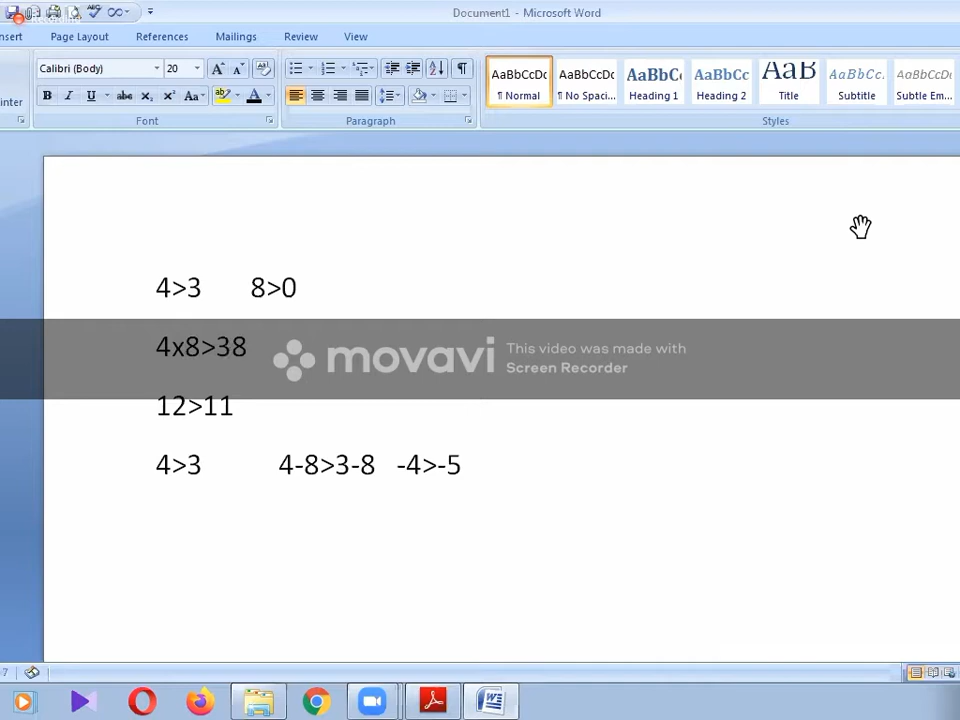 Document1 - Microsoft Word
nsert Page Layout References Mailings Review View
Calibri (Body) 20
AaBbCcDc AaBbCcDc AaBbC AaBbCc AaB AaBbCc. AaBbCcDc
inter
¶ Normal ¶ No Spaci... Heading 1 Heading 2 Title Subtitle Subtle Em...
Font Paragraph Styles
4>3 8>0
4x8>38
movavi
This video was made with
Screen Recorder
12>11
4>3 4-8>3-8 -4>-5
7